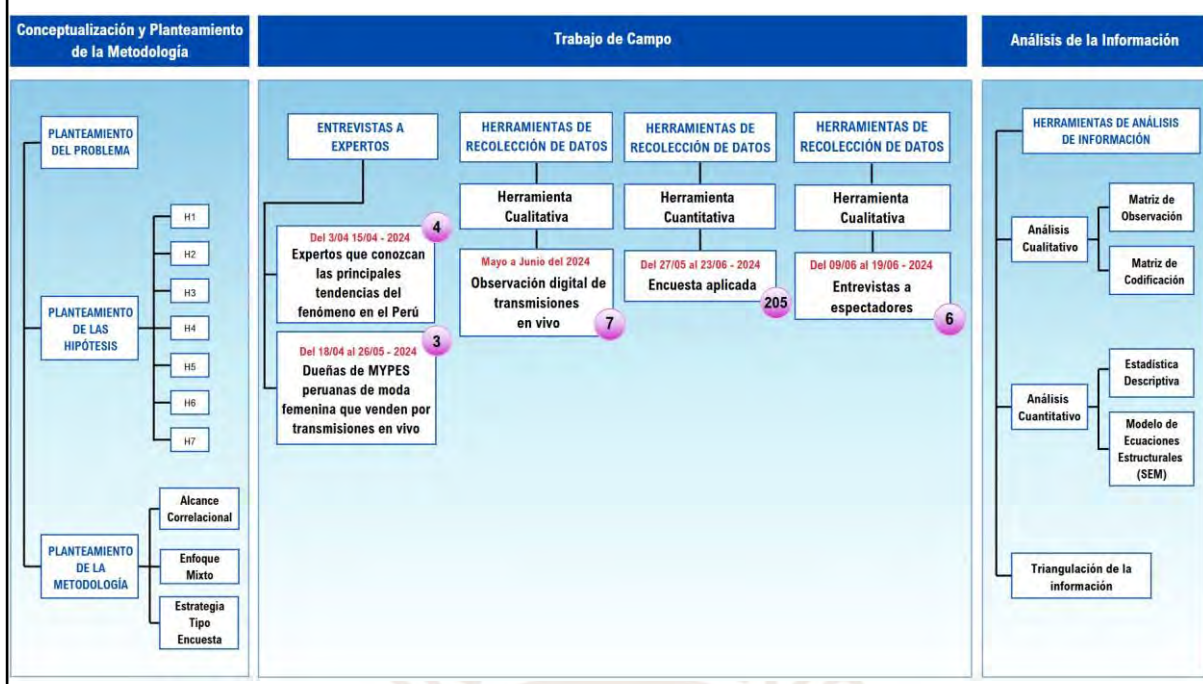 Conceptualización y Planteamiento
de la Metodología
PLANTEAMIENTO
DEL PROBLEMA
PLANTEAMIENTO
DE LAS
HIPÓTESIS
H1
H2
H3
H4
H5
H6
H7
PLANTEAMIENTO
DE LA
METODOLOGÍA
Alcance
Correlacional
Enfoque
Mixto
Estrategia
Tipo
Encuesta
Trabajo de Campo
ENTREVISTAS A
EXPERTOS
Del 3/04 15/04 - 2024
4
Expertos que conozcan
las principales
tendencias del
fenómeno en el Perú
Del 18/04 al 26/05 - 2024
3
Dueñas de MYPES
peruanas de moda
femenina que venden por
transmisiones en vivo
HERRAMIENTAS DE
RECOLECCIÓN DE DATOS
Herramienta
Cualitativa
Mayo a Junio del 2024
Observación digital de
transmisiones
en vivo
7
HERRAMIENTAS DE
RECOLECCIÓN DE DATOS
Herramienta
Cuantitativa
Del 27/05 al 23/06 - 2024
Encuesta aplicada
205
HERRAMIENTAS DE
RECOLECCIÓN DE DATOS
Herramienta
Cualitativa
Del 09/06 al 19/06 - 2024
Entrevistas a
espectadores
6
Análisis de la Información
HERRAMIENTAS DE ANÁLISIS
DE INFORMACIÓN
Análisis
Cualitativo
Matriz de
Observación
Matriz de
Codificación
Análisis
Cuantitativo
Estadística
Descriptiva
Modelo de
Ecuaciones
Estructurales
(SEM)
Triangulación de la
información